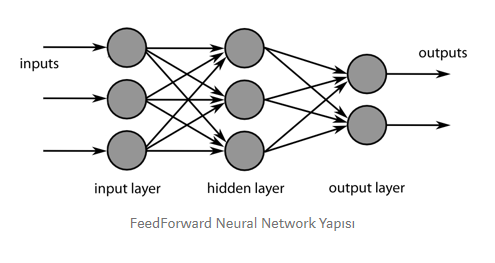 inputs
outputs
input layer
hidden layer
output layer
FeedForward Neural Network Yapısı